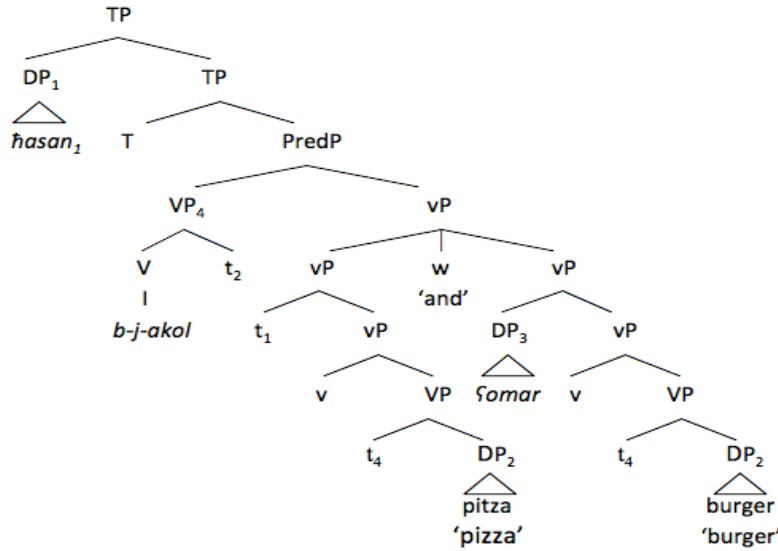 TP
DP₁ TP
ħasan₁ T PredP
VP₄ vP
V t₂ vP w vP
b-j-akol ‘and’
t₁ vP DP₃ vP
v VP ʕomar v VP
t₄ DP₂ t₄ DP₂
pitza burger
‘pizza’ ‘burger’